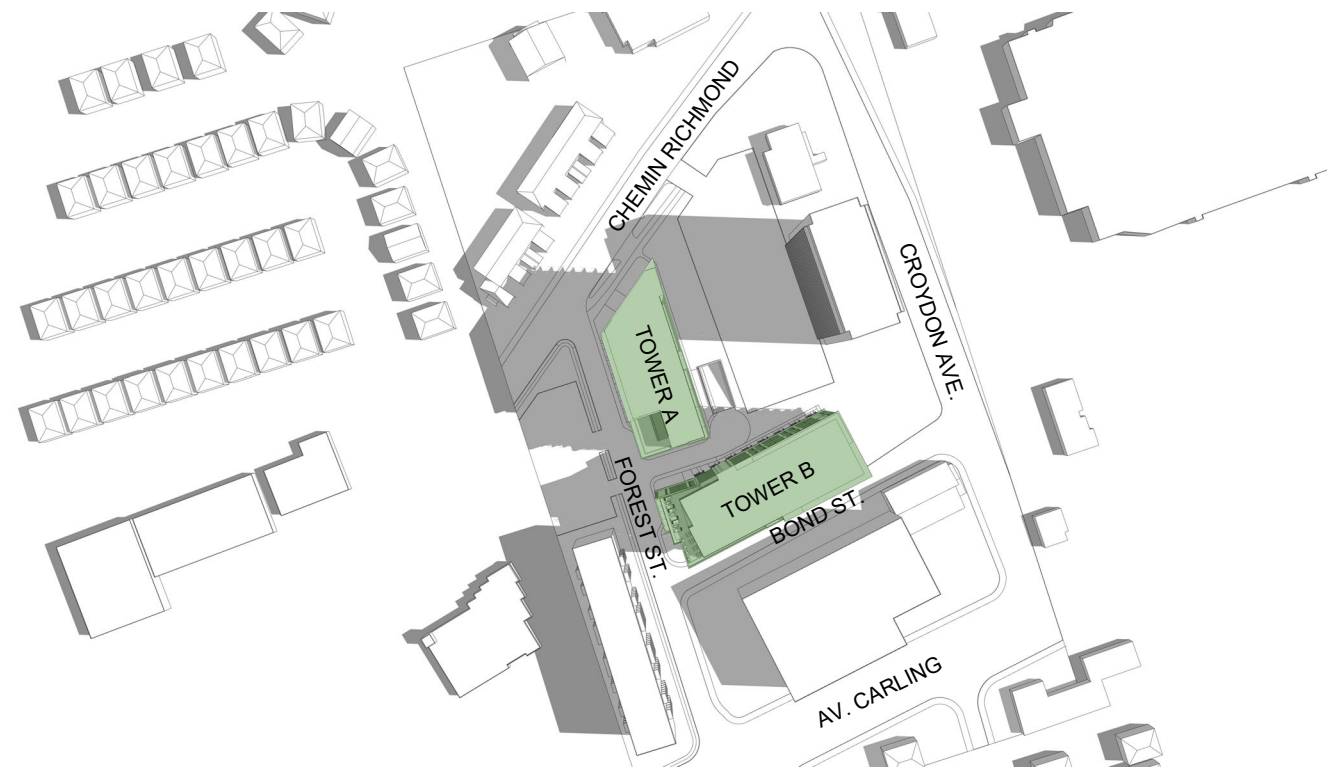 CHEMIN RICHMOND
CROYDON AVE.
TOWER A
TOWER B
FOREST ST.
BOND ST.
AV. CARLING